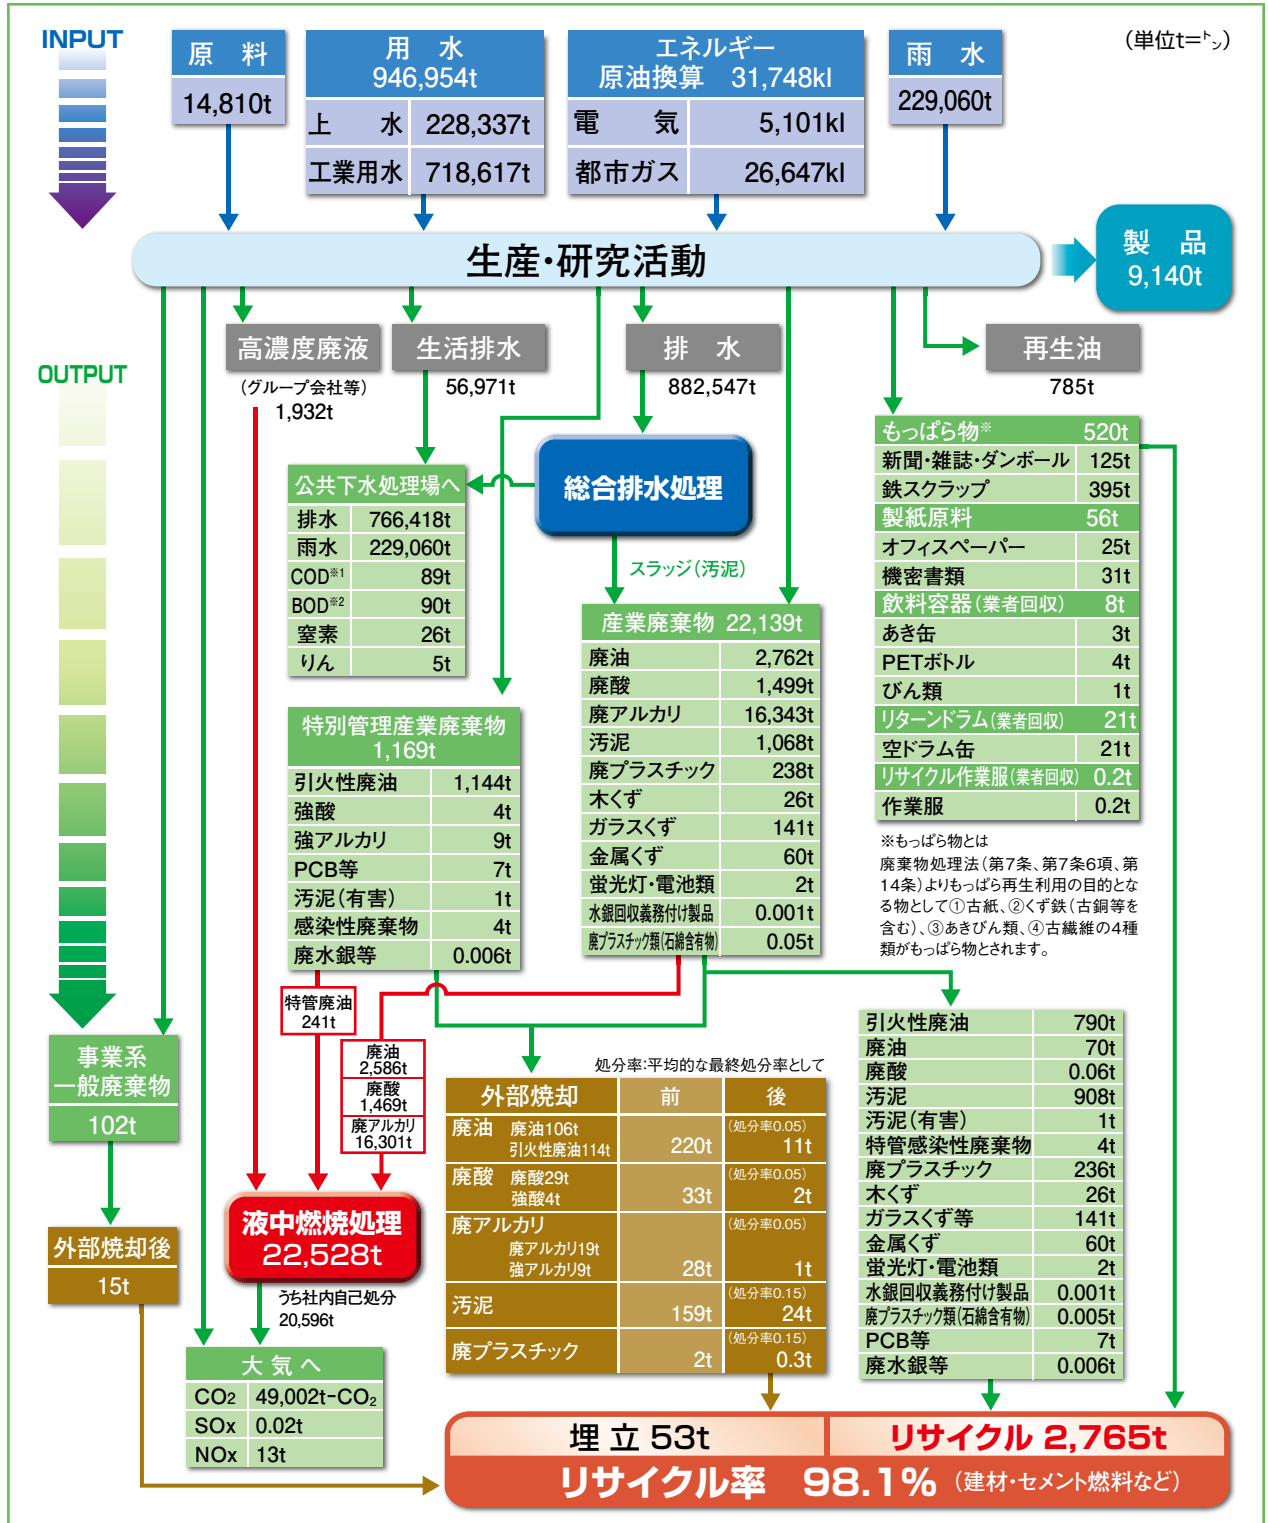 INPUT
(単位t=トン)
原 料
14,810t
用 水
946,954t
上 水 228,337t
工業用水 718,617t
エネルギー
原油換算 31,748kl
電 気 5,101kl
都市ガス 26,647kl
雨 水
229,060t
生産・研究活動
製 品
9,140t
OUTPUT
高濃度廃液
(グループ会社等)
1,932t
生活排水
56,971t
排 水
882,547t
再生油
785t
総合排水処理
スラッジ(汚泥)
公共下水処理場へ
排水 766,418t
雨水 229,060t
COD※1 89t
BOD※2 90t
窒素 26t
りん 5t
特別管理産業廃棄物
1,169t
引火性廃油 1,144t
強酸 4t
強アルカリ 9t
PCB等 7t
汚泥(有害) 1t
感染性廃棄物 4t
廃水銀等 0.006t
産業廃棄物 22,139t
廃油 2,762t
廃酸 1,499t
廃アルカリ 16,343t
汚泥 1,068t
廃プラスチック 238t
木くず 26t
ガラスくず 141t
金属くず 60t
蛍光灯・電池類 2t
水銀回収義務付け製品 0.001t
廃プラスチック類(石綿含有物) 0.05t
もっぱら物※ 520t
新聞・雑誌・ダンボール 125t
鉄スクラップ 395t
製紙原料 56t
オフィスペーパー 25t
機密書類 31t
飲料容器(業者回収) 8t
あき缶 3t
PETボトル 4t
びん類 1t
リターンドラム(業者回収) 21t
空ドラム缶 21t
リサイクル作業服(業者回収) 0.2t
作業服 0.2t
※もっぱら物とは
廃棄物処理法(第7条、第7条6項、第
14条)よりもっぱら再生利用の目的とな
る物として①古紙、②くず鉄(古銅等を
含む)、③あきびん類、④古繊維の4種
類がもっぱら物とされます。
特管廃油
241t
廃油
2,586t
廃酸
1,469t
廃アルカリ
16,301t
事業系
一般廃棄物
102t
外部焼却後
15t
液中燃焼処理
22,528t
うち社内自己処分
20,596t
大気へ
CO2 49,002t-CO2
SOx 0.02t
NOx 13t
処分率:平均的な最終処分率として
外部焼却 前 後
廃油 廃油106t (処分率0.05)
引火性廃油114t 220t 11t
廃酸 廃酸29t (処分率0.05)
強酸4t 33t 2t
廃アルカリ (処分率0.05)
廃アルカリ19t
強アルカリ9t 28t 1t
汚泥 (処分率0.15)
159t 24t
廃プラスチック (処分率0.15)
2t 0.3t
引火性廃油 790t
廃油 70t
廃酸 0.06t
汚泥 908t
汚泥(有害) 1t
特管感染性廃棄物 4t
廃プラスチック 236t
木くず 26t
ガラスくず等 141t
金属くず 60t
蛍光灯・電池類 2t
水銀回収義務付け製品 0.001t
廃プラスチック類(石綿含有物) 0.005t
PCB等 7t
廃水銀等 0.006t
埋 立 53t
リサイクル 2,765t
リサイクル率 98.1% (建材・セメント燃料など)